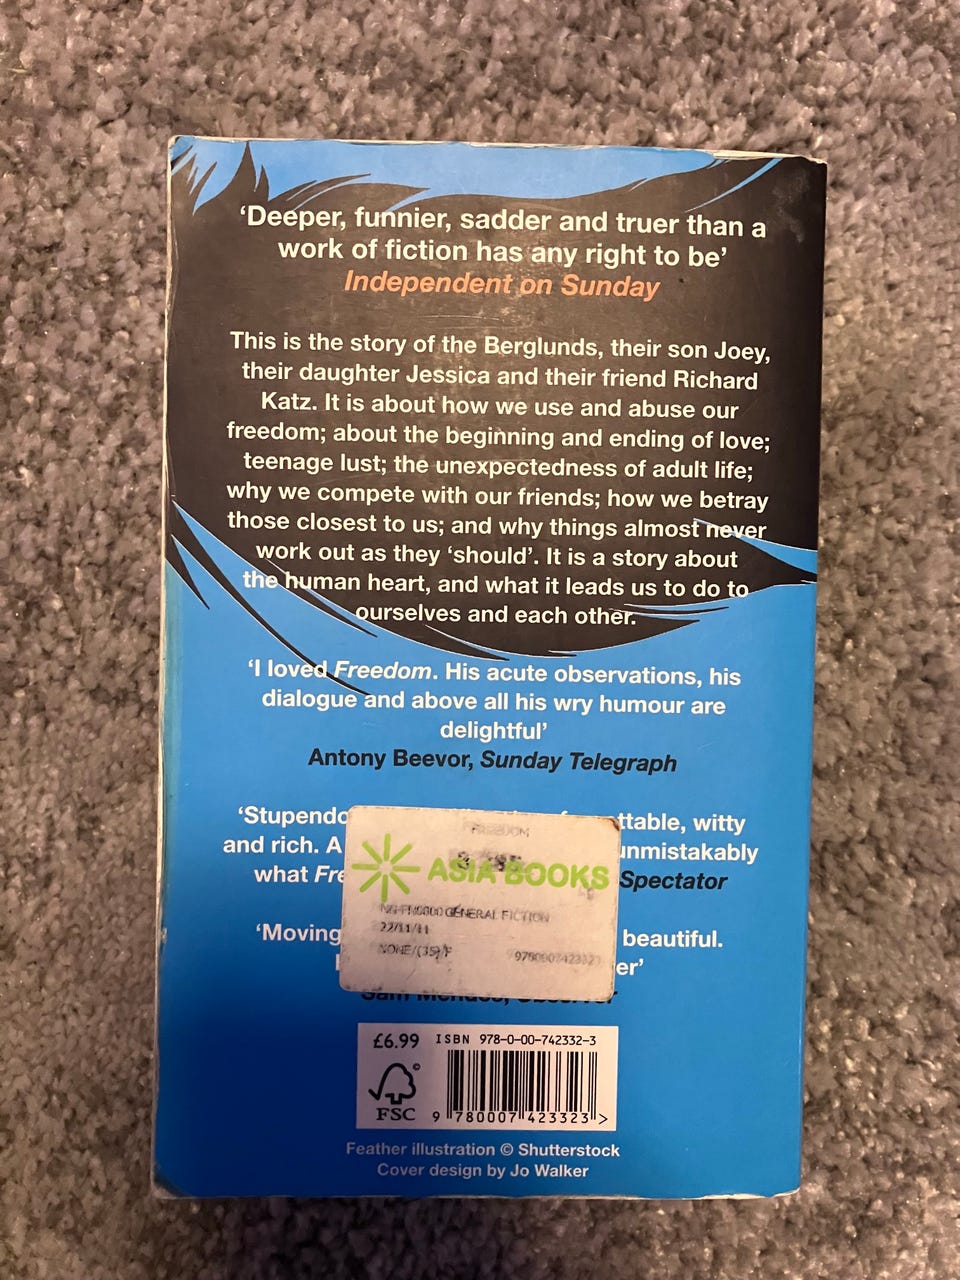 ‘Deeper, funnier, sadder and truer than a
work of fiction has any right to be’
Independent on Sunday
This is the story of the Berglunds, their son Joey,
their daughter Jessica and their friend Richard
Katz. It is about how we use and abuse our
freedom; about the beginning and ending of love;
teenage lust; the unexpectedness of adult life;
why we compete with our friends; how we betray
those closest to us; and why things almost never
work out as they ‘should’. It is a story about
the human heart, and what it leads us to do to
ourselves and each other.
‘I loved Freedom. His acute observations, his
dialogue and above all his wry humour are
delightful’
Antony Beevor, Sunday Telegraph
ttable, witty
and rich. A unmistakably
what Spectator
‘Moving beautiful.
FREEDOM
ASIA BOOKS
GENERAL FICTION
22/11/11
NONE/(35)/F
Sam Mendes, Observer
£6.99 ISBN 978-0-00-742332-3
FSC
9 780007 423323 >
Feather illustration © Shutterstock
Cover design by Jo Walker